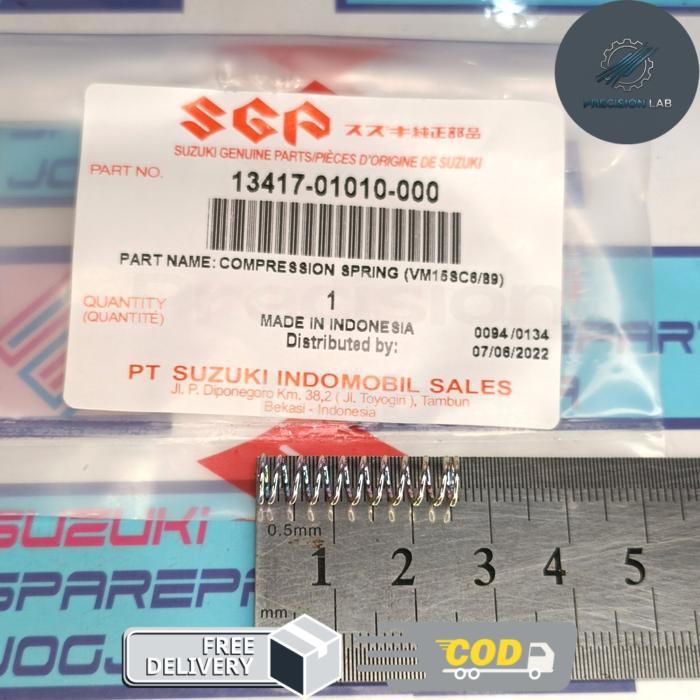 PRECISION LAB
SGP スズキ純正部品
SUZUKI GENUINE PARTS/PIÈCES D'ORIGINE DE SUZUKI
PART NO.
13417-01010-000
PART NAME: COMPRESSION SPRING (VM15SC6/89)
QUANTITY
(QUANTITÉ)
1
MADE IN INDONESIA
Distributed by:
0094/0134
07/06/2022
PT SUZUKI INDOMOBIL SALES
Jl. P. Diponegoro Km. 38,2 ( Jl. Toyogiri ), Tambun
Bekasi - Indonesia
0.5mm
1 2 3 4 5
mm
SUZUKI
SPAREPA
JOGJ
FREE
DELIVERY
COD